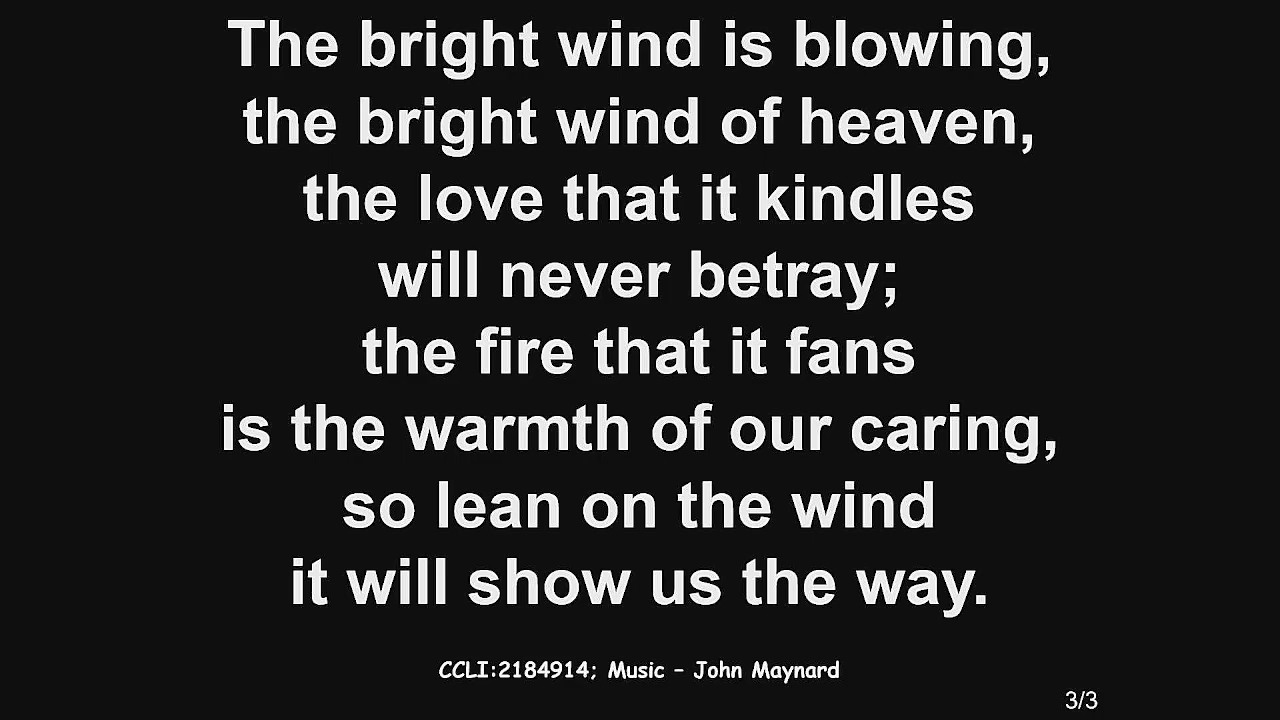 The bright wind is blowing,
the bright wind of heaven,
the love that it kindles
will never betray;
the fire that it fans
is the warmth of our caring,
so lean on the wind
it will show us the way.
CCLI:2184914; Music – John Maynard
3/3